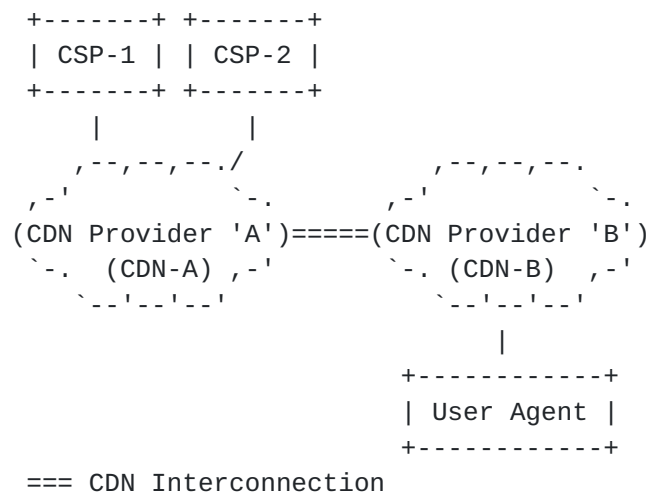 +-------+ +-------+
| CSP-1 | | CSP-2 |
+-------+ +-------+
     |         |
    ,--,--,--./             ,--,--,--.
 ,-'          `-.       ,-'          `-.
(CDN Provider 'A')=====(CDN Provider 'B')
 `-.  (CDN-A) ,-'       `-. (CDN-B)  ,-'
    `--'--'--'             `--'--'--'
                               |
                         +------------+
                         | User Agent |
                         +------------+
 === CDN Interconnection